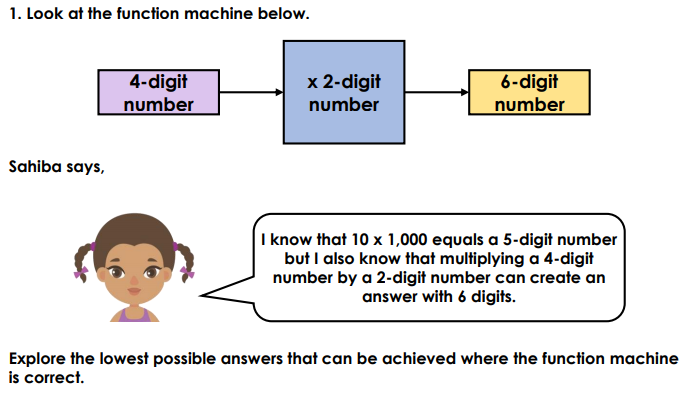 1. Look at the function machine below.
4-digit
number
x 2-digit
number
6-digit
number
Sahiba says,
I know that 10 x 1,000 equals a 5-digit number
but I also know that multiplying a 4-digit
number by a 2-digit number can create an
answer with 6 digits.
Explore the lowest possible answers that can be achieved where the function machine
is correct.